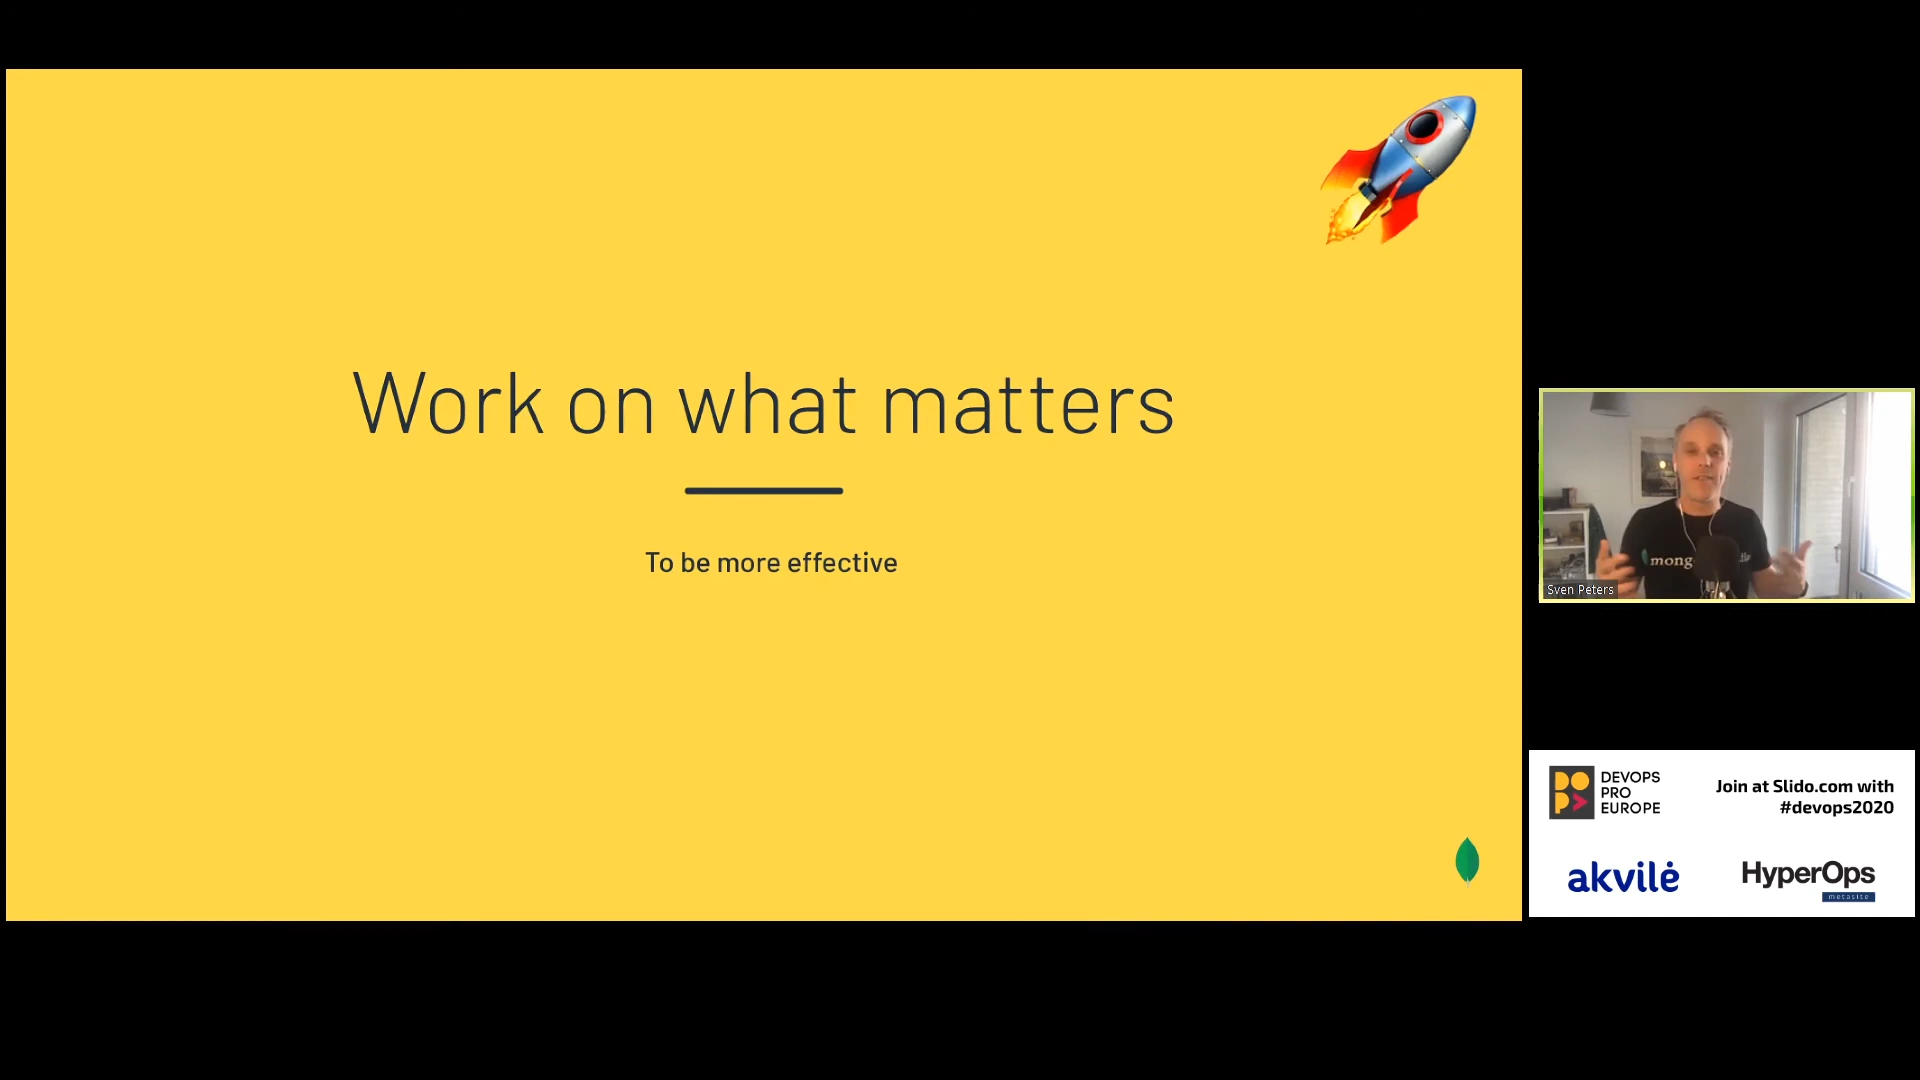 Work on what matters
To be more effective
mong
Sven Peters
DEVOPS
PRO
EUROPE
Join at Slido.com with
#devops2020
akvilė
HyperOps
metasite